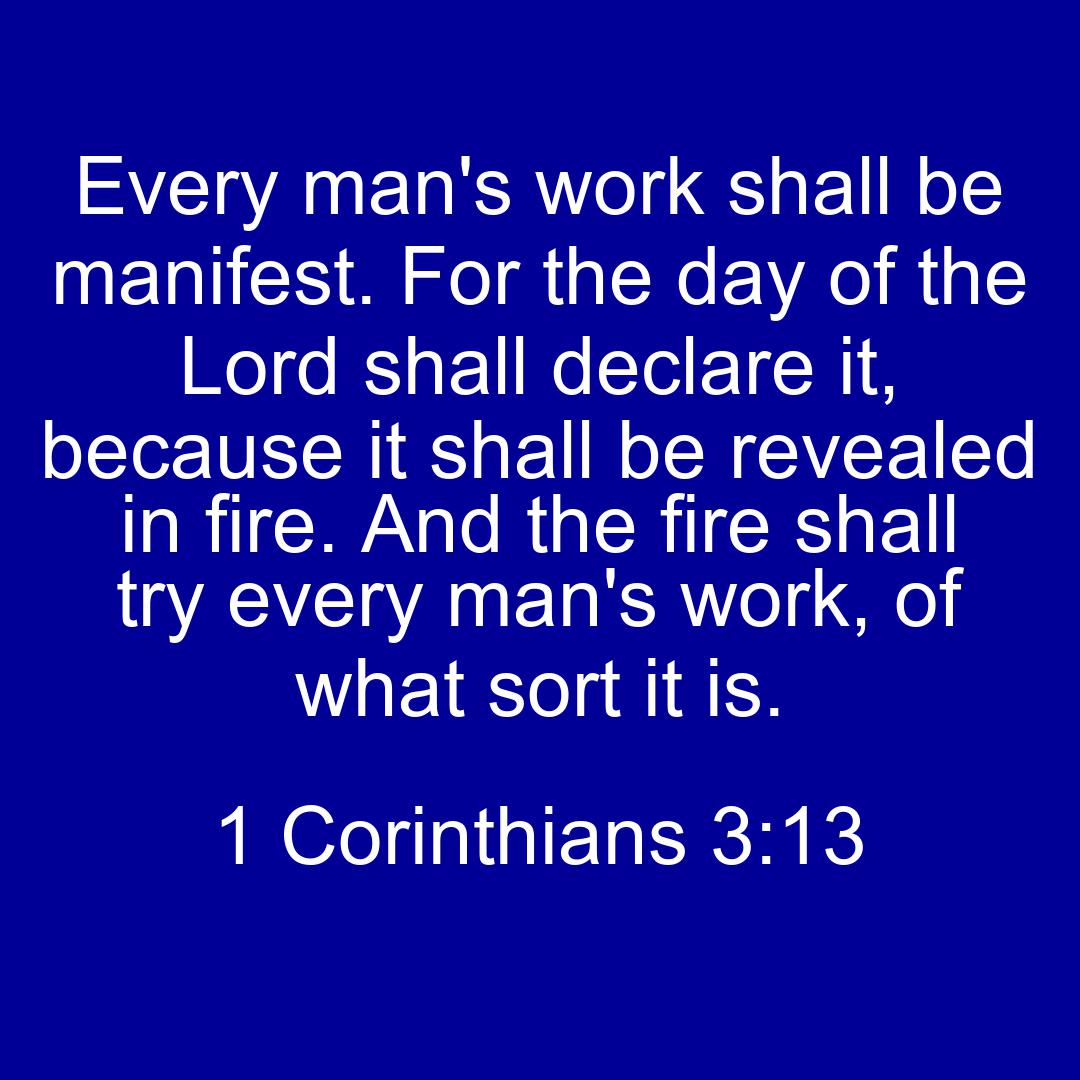 Every man's work shall be
manifest. For the day of the
Lord shall declare it,
because it shall be revealed
in fire. And the fire shall
try every man's work, of
what sort it is.
1 Corinthians 3:13